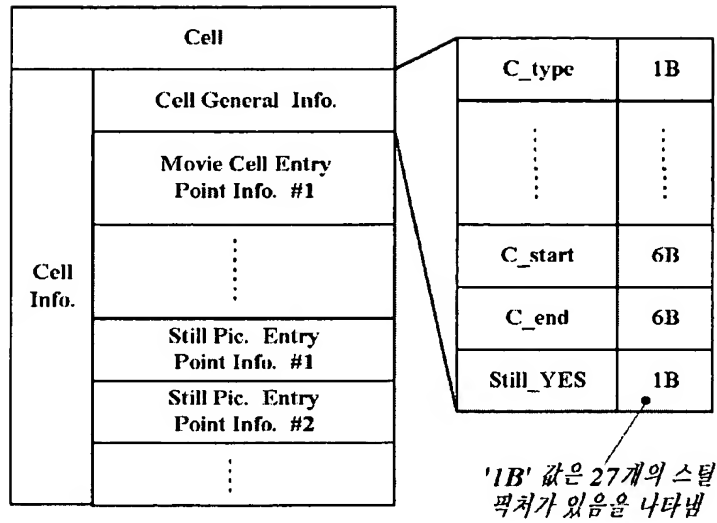 Cell
Cell Info.
Cell General Info.
Movie Cell Entry
Point Info. #1
Still Pic. Entry
Point Info. #1
Still Pic. Entry
Point Info. #2
C_type 1B
C_start 6B
C_end 6B
Still_YES 1B
'1B' 값은 27개의 스틸
픽처가 있음을 나타냄